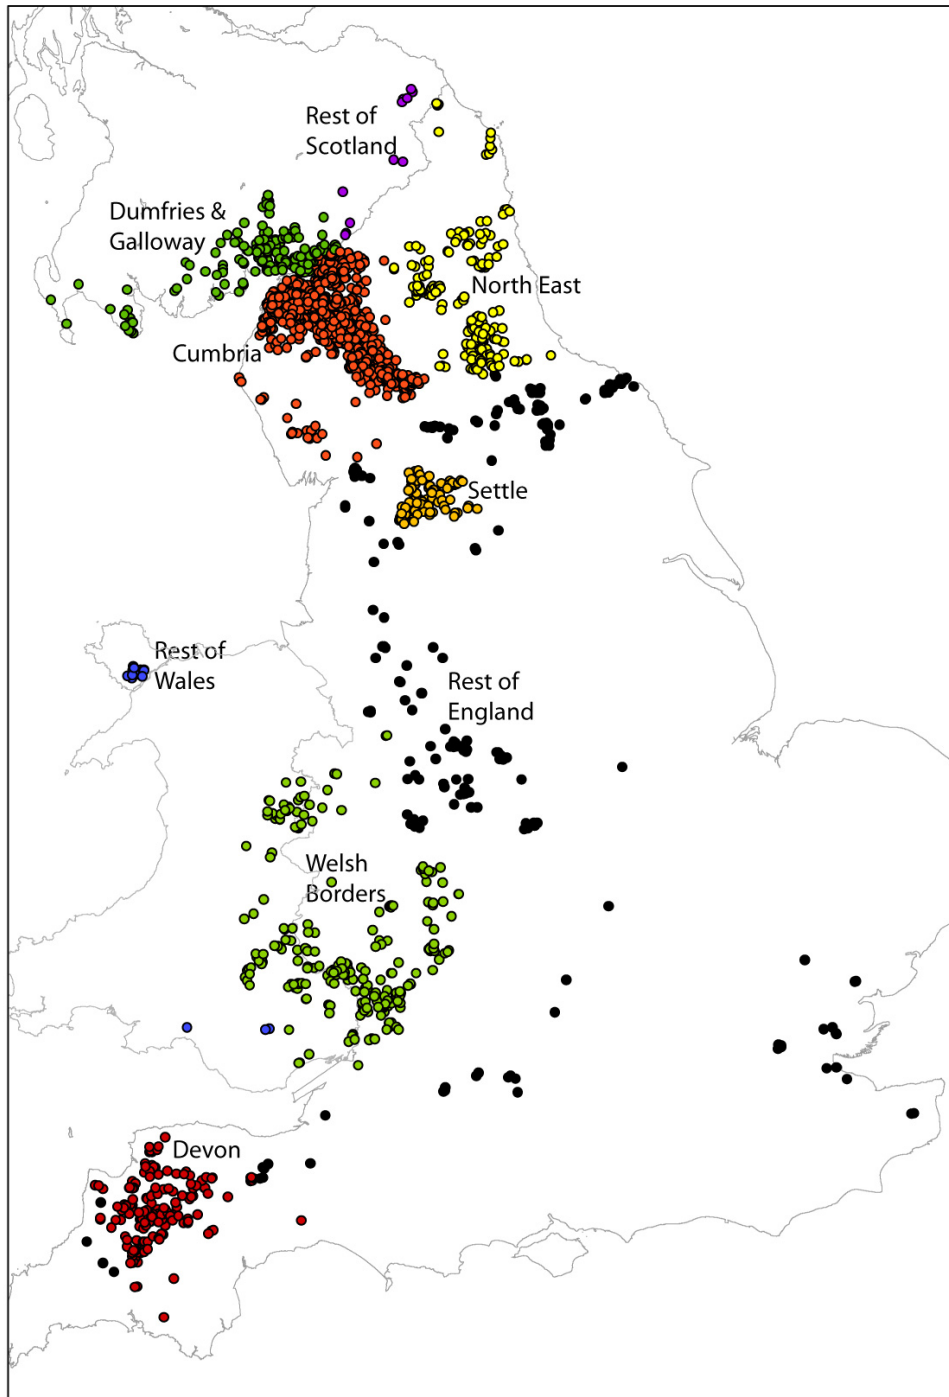 Rest of
Scotland
Dumfries &
Galloway
North East
Cumbria
Settle
Rest of
Wales
Rest of
England
Welsh
Borders
Devon